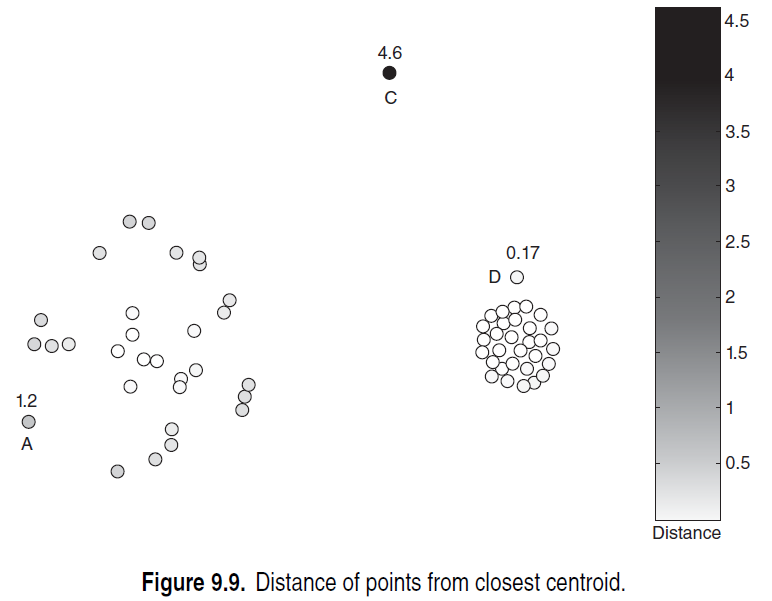 4.6
C
0.17
D
1.2
A
4.5
4
3.5
3
2.5
2
1.5
1
0.5
Distance
Figure 9.9. Distance of points from closest centroid.